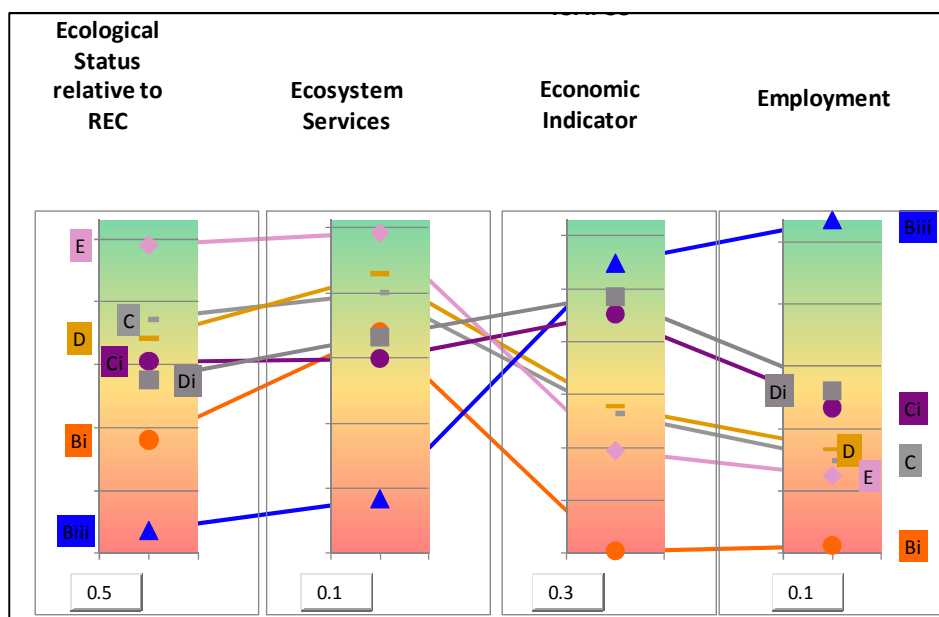 Ecological
Status
relative to
REC
Ecosystem
Services
Economic
Indicator
Employment
E
C
D
Ci
Di
Bi
Biii
Biii
Di
Ci
D
C
E
Bi
0.5
0.1
0.3
0.1